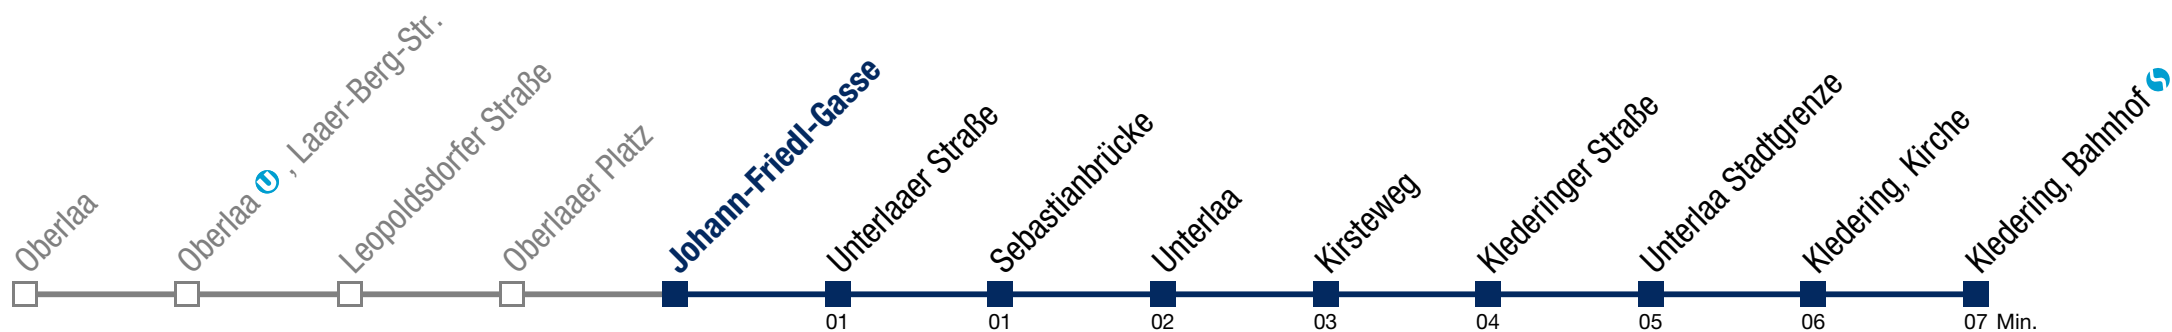 Oberlaa
Oberlaa U , Laaer-Berg-Str.
Leopoldsdorfer Straße
Oberlaaer Platz
Johann-Friedl-Gasse
Unterlaaer Straße
Sebastianbrücke
Unterlaa
Kirsteweg
Klederinger Straße
Unterlaa Stadtgrenze
Kledering, Kirche
Kledering, Bahnhof S
01 01 02 03 04 05 06 07 Min.